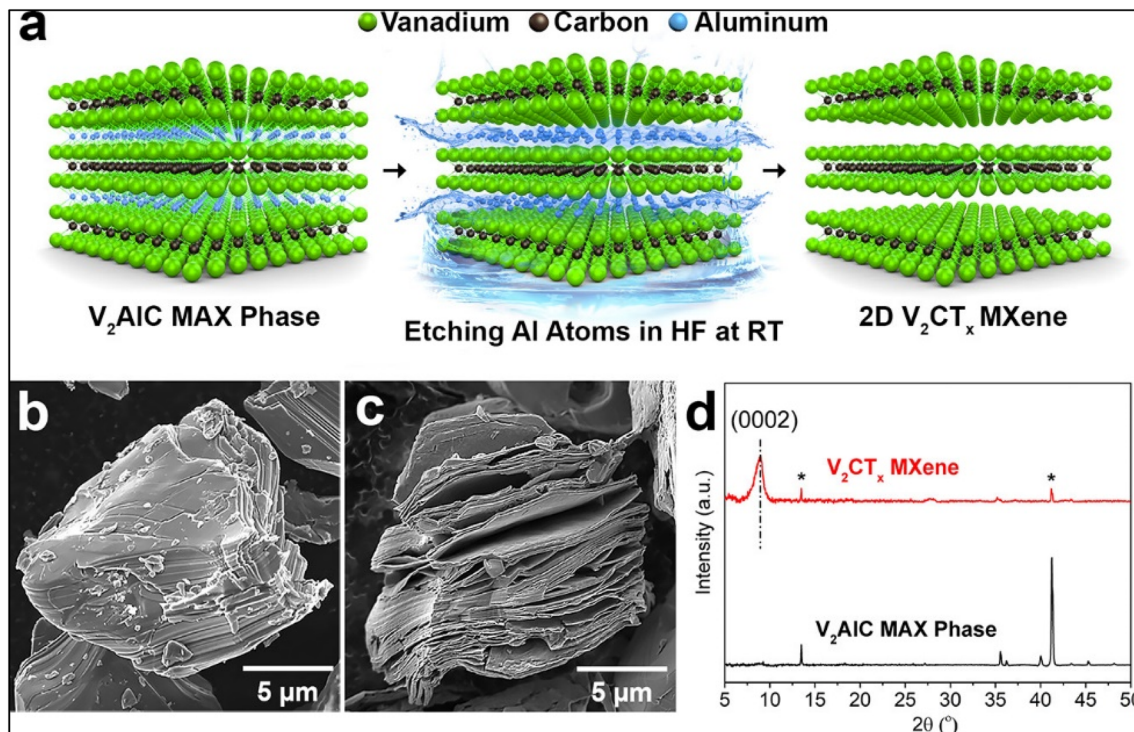 a
Vanadium Carbon Aluminum
V₂AlC MAX Phase
Etching Al Atoms in HF at RT
2D V₂CTₓ MXene
b
5 µm
c
5 µm
d
(0002)
V₂CTₓ MXene
*
*
Intensity (a.u.)
V₂AlC MAX Phase
5 10 15 20 25 30 35 40 45 50
2θ (°)